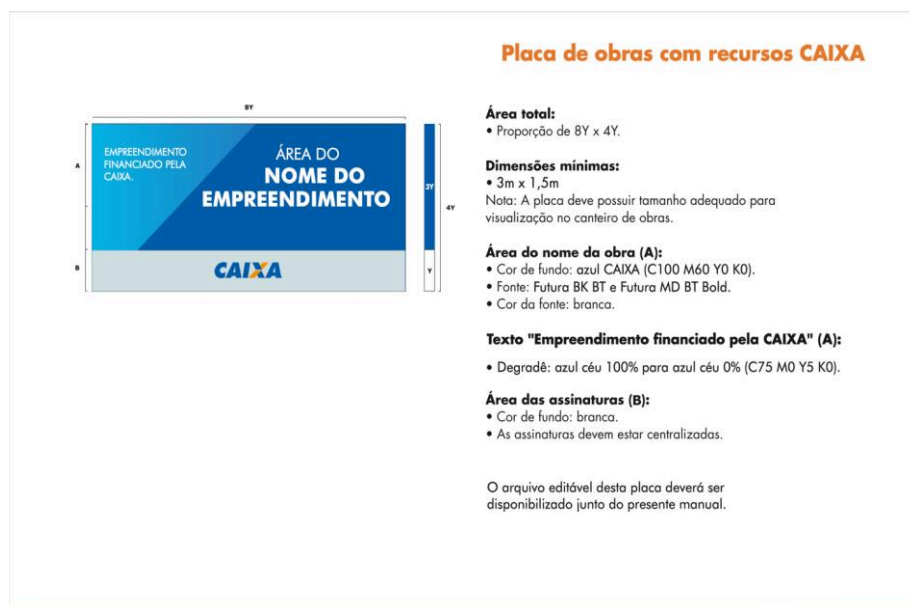 Placa de obras com recursos CAIXA
8Y
A
B
EMPREENDIMENTO
FINANCIADO PELA
CAIXA.
ÁREA DO
NOME DO
EMPREENDIMENTO
CAIXA
3Y
Y
4Y
Área total:
• Proporção de 8Y x 4Y.
Dimensões mínimas:
• 3m x 1,5m
Nota: A placa deve possuir tamanho adequado para
visualização no canteiro de obras.
Área do nome da obra (A):
• Cor de fundo: azul CAIXA (C100 M60 Y0 K0).
• Fonte: Futura BK BT e Futura MD BT Bold.
• Cor da fonte: branca.
Texto "Empreendimento financiado pela CAIXA" (A):
• Degradê: azul céu 100% para azul céu 0% (C75 M0 Y5 K0).
Área das assinaturas (B):
• Cor de fundo: branca.
• As assinaturas devem estar centralizadas.
O arquivo editável desta placa deverá ser
disponibilizado junto do presente manual.